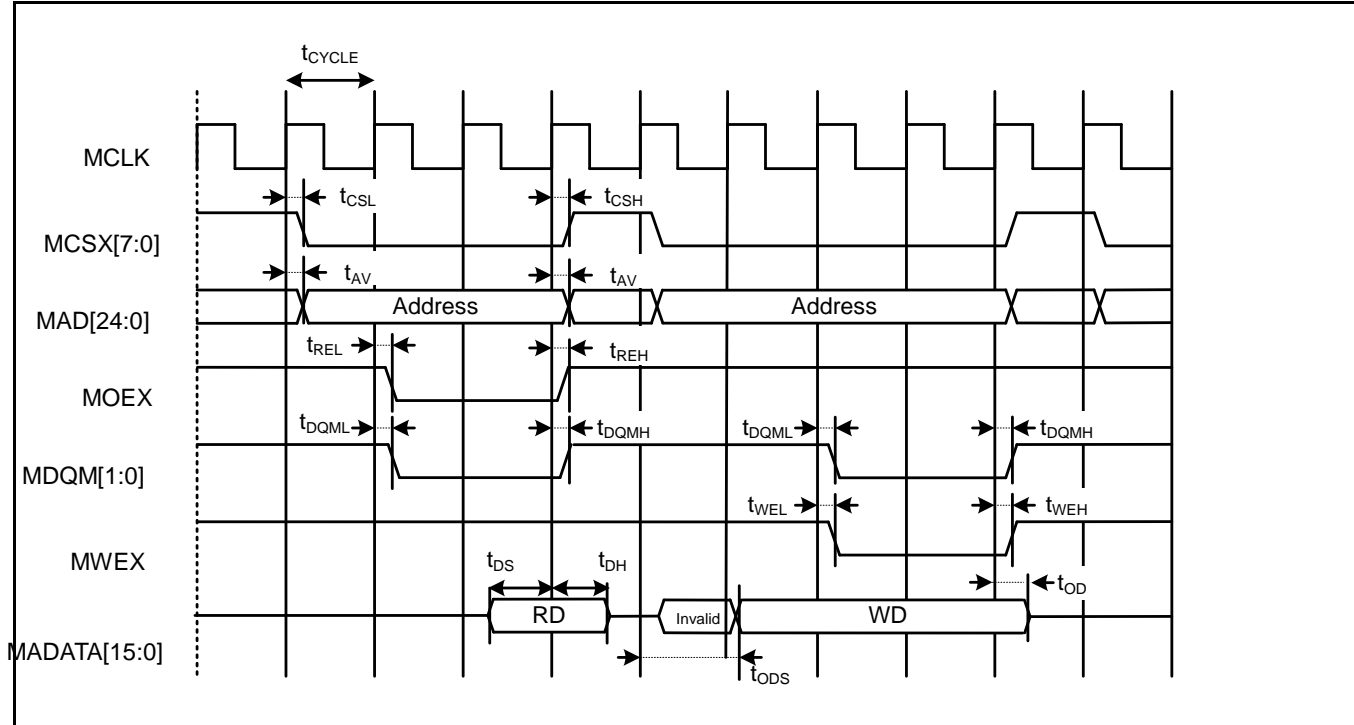 tCYCLE
MCLK
tCSL tCSH
MCSX[7:0]
tAV tAV
MAD[24:0] Address Address
tREL tREH
MOEX
tDQML tDQMH tDQML tDQMH
MDQM[1:0]
tWEL tWEH
MWEX
tDS tDH tOD
RD Invalid WD
MADATA[15:0]
tODS